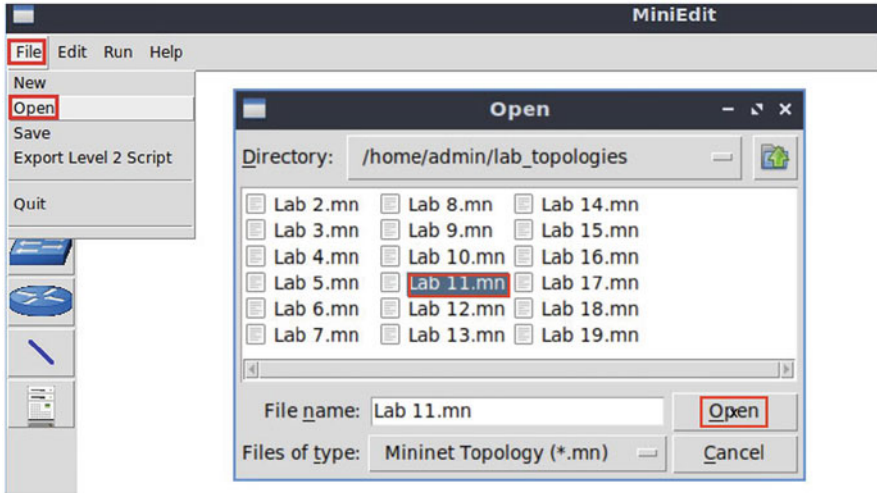 MiniEdit
File Edit Run Help
New
Open
Save
Export Level 2 Script
Quit
Open
Directory: /home/admin/lab_topologies
Lab 2.mn Lab 8.mn Lab 14.mn
Lab 3.mn Lab 9.mn Lab 15.mn
Lab 4.mn Lab 10.mn Lab 16.mn
Lab 5.mn Lab 11.mn Lab 17.mn
Lab 6.mn Lab 12.mn Lab 18.mn
Lab 7.mn Lab 13.mn Lab 19.mn
File name: Lab 11.mn Open
Files of type: Mininet Topology (*.mn) Cancel